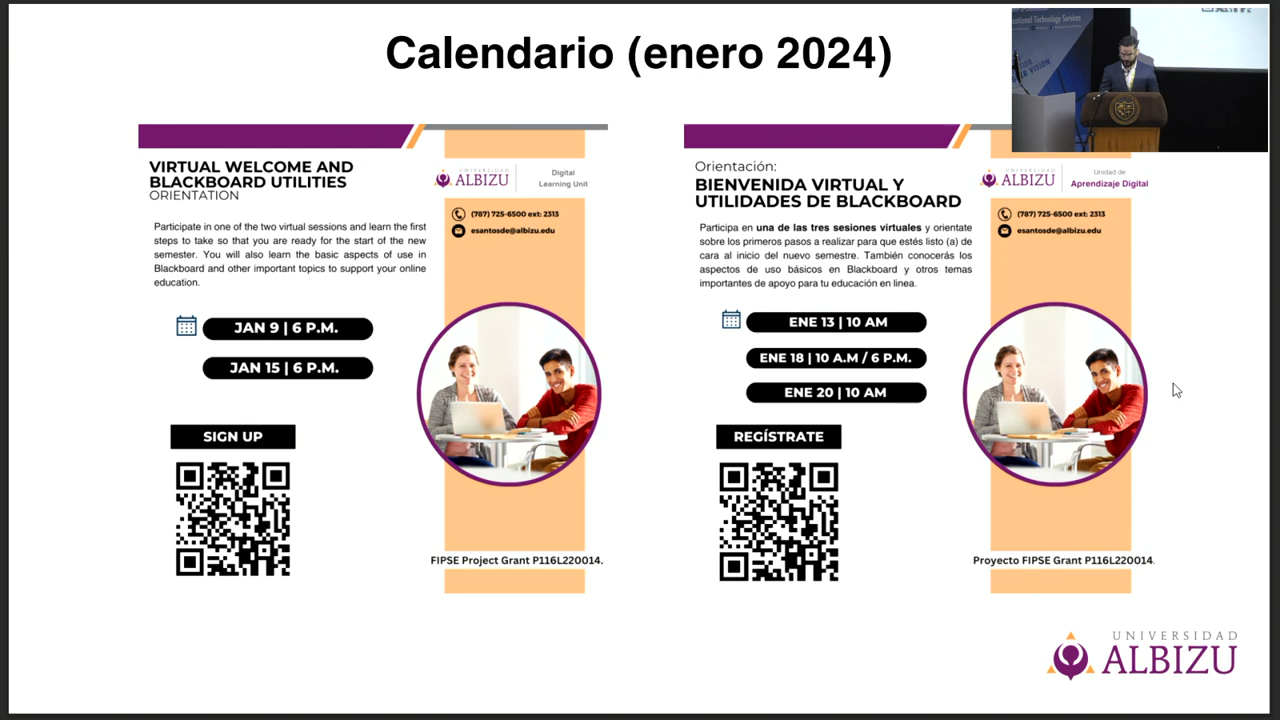 Calendario (enero 2024)
VIRTUAL WELCOME AND
BLACKBOARD UTILITIES
ORIENTATION
Participate in one of the two virtual sessions and learn the first
steps to take so that you are ready for the start of the new
semester. You will also learn the basic aspects of use in
Blackboard and other important topics to support your online
education.
JAN 9 | 6 P.M.
JAN 15 | 6 P.M.
SIGN UP
UNIVERSIDAD
ALBIZU
Digital
Learning Unit
(787) 725-6500 ext: 2313
esantosde@albizu.edu
FIPSE Project Grant P116L220014.
Orientación:
BIENVENIDA VIRTUAL Y
UTILIDADES DE BLACKBOARD
Participa en una de las tres sesiones virtuales y orientate
sobre los primeros pasos a realizar para que estés listo (a) de
cara al inicio del nuevo semestre. También conocerás los
aspectos de uso básicos en Blackboard y otros temas
importantes de apoyo para tu educación en linea.
ENE 13 | 10 AM
ENE 18 | 10 A.M / 6 P.M.
ENE 20 | 10 AM
REGÍSTRATE
UNIVERSIDAD
ALBIZU
Unidad de
Aprendizaje Digital
(787) 725-6500 ext: 2313
esantosde@albizu.edu
Proyecto FIPSE Grant P116L220014.
UNIVERSIDAD
ALBIZU
Technology Services
VISION